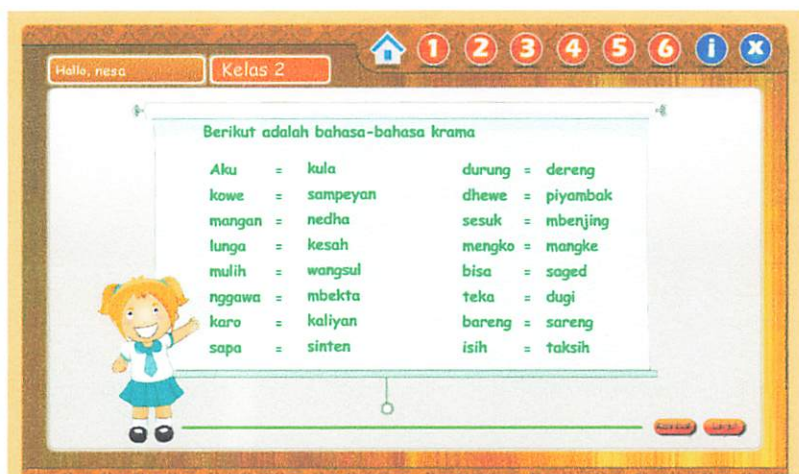 1 2 3 4 5 6 i X
Hallo, nesa
Kelas 2
Berikut adalah bahasa-bahasa krama
Aku = kula durung = dereng
kowe = sampeyan dhewe = piyambak
mangan = nedha sesuk = mbenjing
lunga = kesah mengko = mangke
mulih = wangsul bisa = saged
nggawa = mbekta teka = dugi
karo = kaliyan bareng = sareng
sapa = sinten isih = taksih